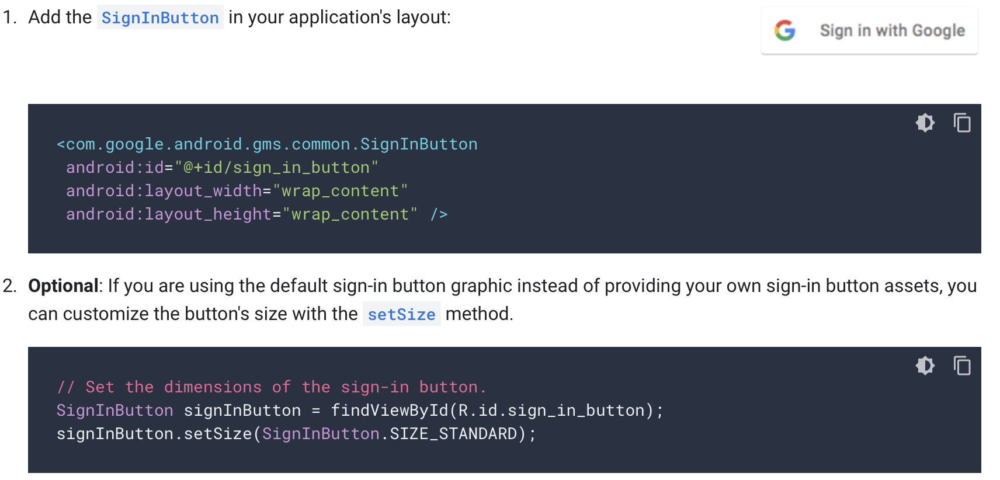 1. Add the SignInButton in your application's layout:
Sign in with Google
<com.google.android.gms.common.SignInButton
android:id="@+id/sign_in_button"
android:layout_width="wrap_content"
android:layout_height="wrap_content" />
2. Optional: If you are using the default sign-in button graphic instead of providing your own sign-in button assets, you
can customize the button's size with the setSize method.
// Set the dimensions of the sign-in button.
SignInButton signInButton = findViewById(R.id.sign_in_button);
signInButton.setSize(SignInButton.SIZE_STANDARD);